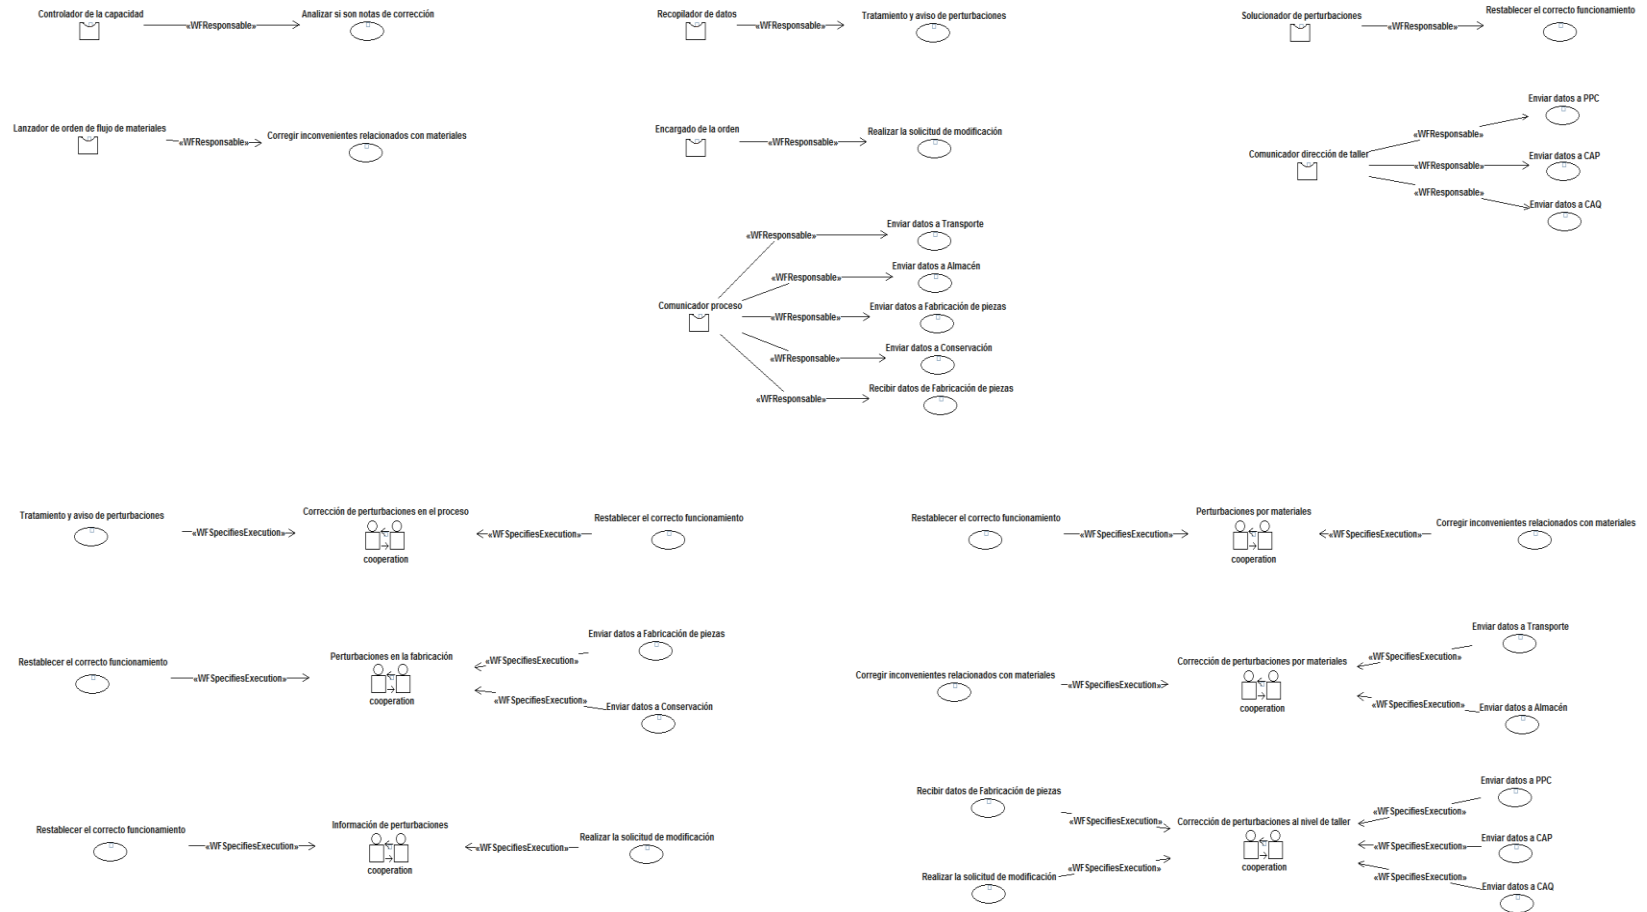 Controlador de la capacidad
«WFResponsable»
Analizar si son notas de corrección
Recopilador de datos
«WFResponsable»
Tratamiento y aviso de perturbaciones
Solucionador de perturbaciones
«WFResponsable»
Restablecer el correcto funcionamiento
Lanzador de orden de flujo de materiales
«WFResponsable»
Corregir inconvenientes relacionados con materiales
Encargado de la orden
«WFResponsable»
Realizar la solicitud de modificación
Comunicador dirección de taller
«WFResponsable»
Enviar datos a PPC
«WFResponsable»
Enviar datos a CAP
«WFResponsable»
Enviar datos a CAQ
Comunicador proceso
«WFResponsable»
Enviar datos a Transporte
«WFResponsable»
Enviar datos a Almacén
«WFResponsable»
Enviar datos a Fabricación de piezas
«WFResponsable»
Enviar datos a Conservación
«WFResponsable»
Recibir datos de Fabricación de piezas
Tratamiento y aviso de perturbaciones
«WFSpecifiesExecution»
Corrección de perturbaciones en el proceso
cooperation
«WFSpecifiesExecution»
Restablecer el correcto funcionamiento
Restablecer el correcto funcionamiento
«WFSpecifiesExecution»
Perturbaciones por materiales
cooperation
«WFSpecifiesExecution»
Corregir inconvenientes relacionados con materiales
Restablecer el correcto funcionamiento
«WFSpecifiesExecution»
Perturbaciones en la fabricación
cooperation
«WFSpecifiesExecution»
Enviar datos a Fabricación de piezas
«WFSpecifiesExecution»
Enviar datos a Conservación
Corregir inconvenientes relacionados con materiales
«WFSpecifiesExecution»
Corrección de perturbaciones por materiales
cooperation
«WFSpecifiesExecution»
Enviar datos a Transporte
«WFSpecifiesExecution»
Enviar datos a Almacén
Restablecer el correcto funcionamiento
«WFSpecifiesExecution»
Información de perturbaciones
cooperation
«WFSpecifiesExecution»
Realizar la solicitud de modificación
Recibir datos de Fabricación de piezas
«WFSpecifiesExecution»
Realizar la solicitud de modificación
«WFSpecifiesExecution»
Corrección de perturbaciones al nivel de taller
cooperation
«WFSpecifiesExecution»
Enviar datos a PPC
«WFSpecifiesExecution»
Enviar datos a CAP
«WFSpecifiesExecution»
Enviar datos a CAQ